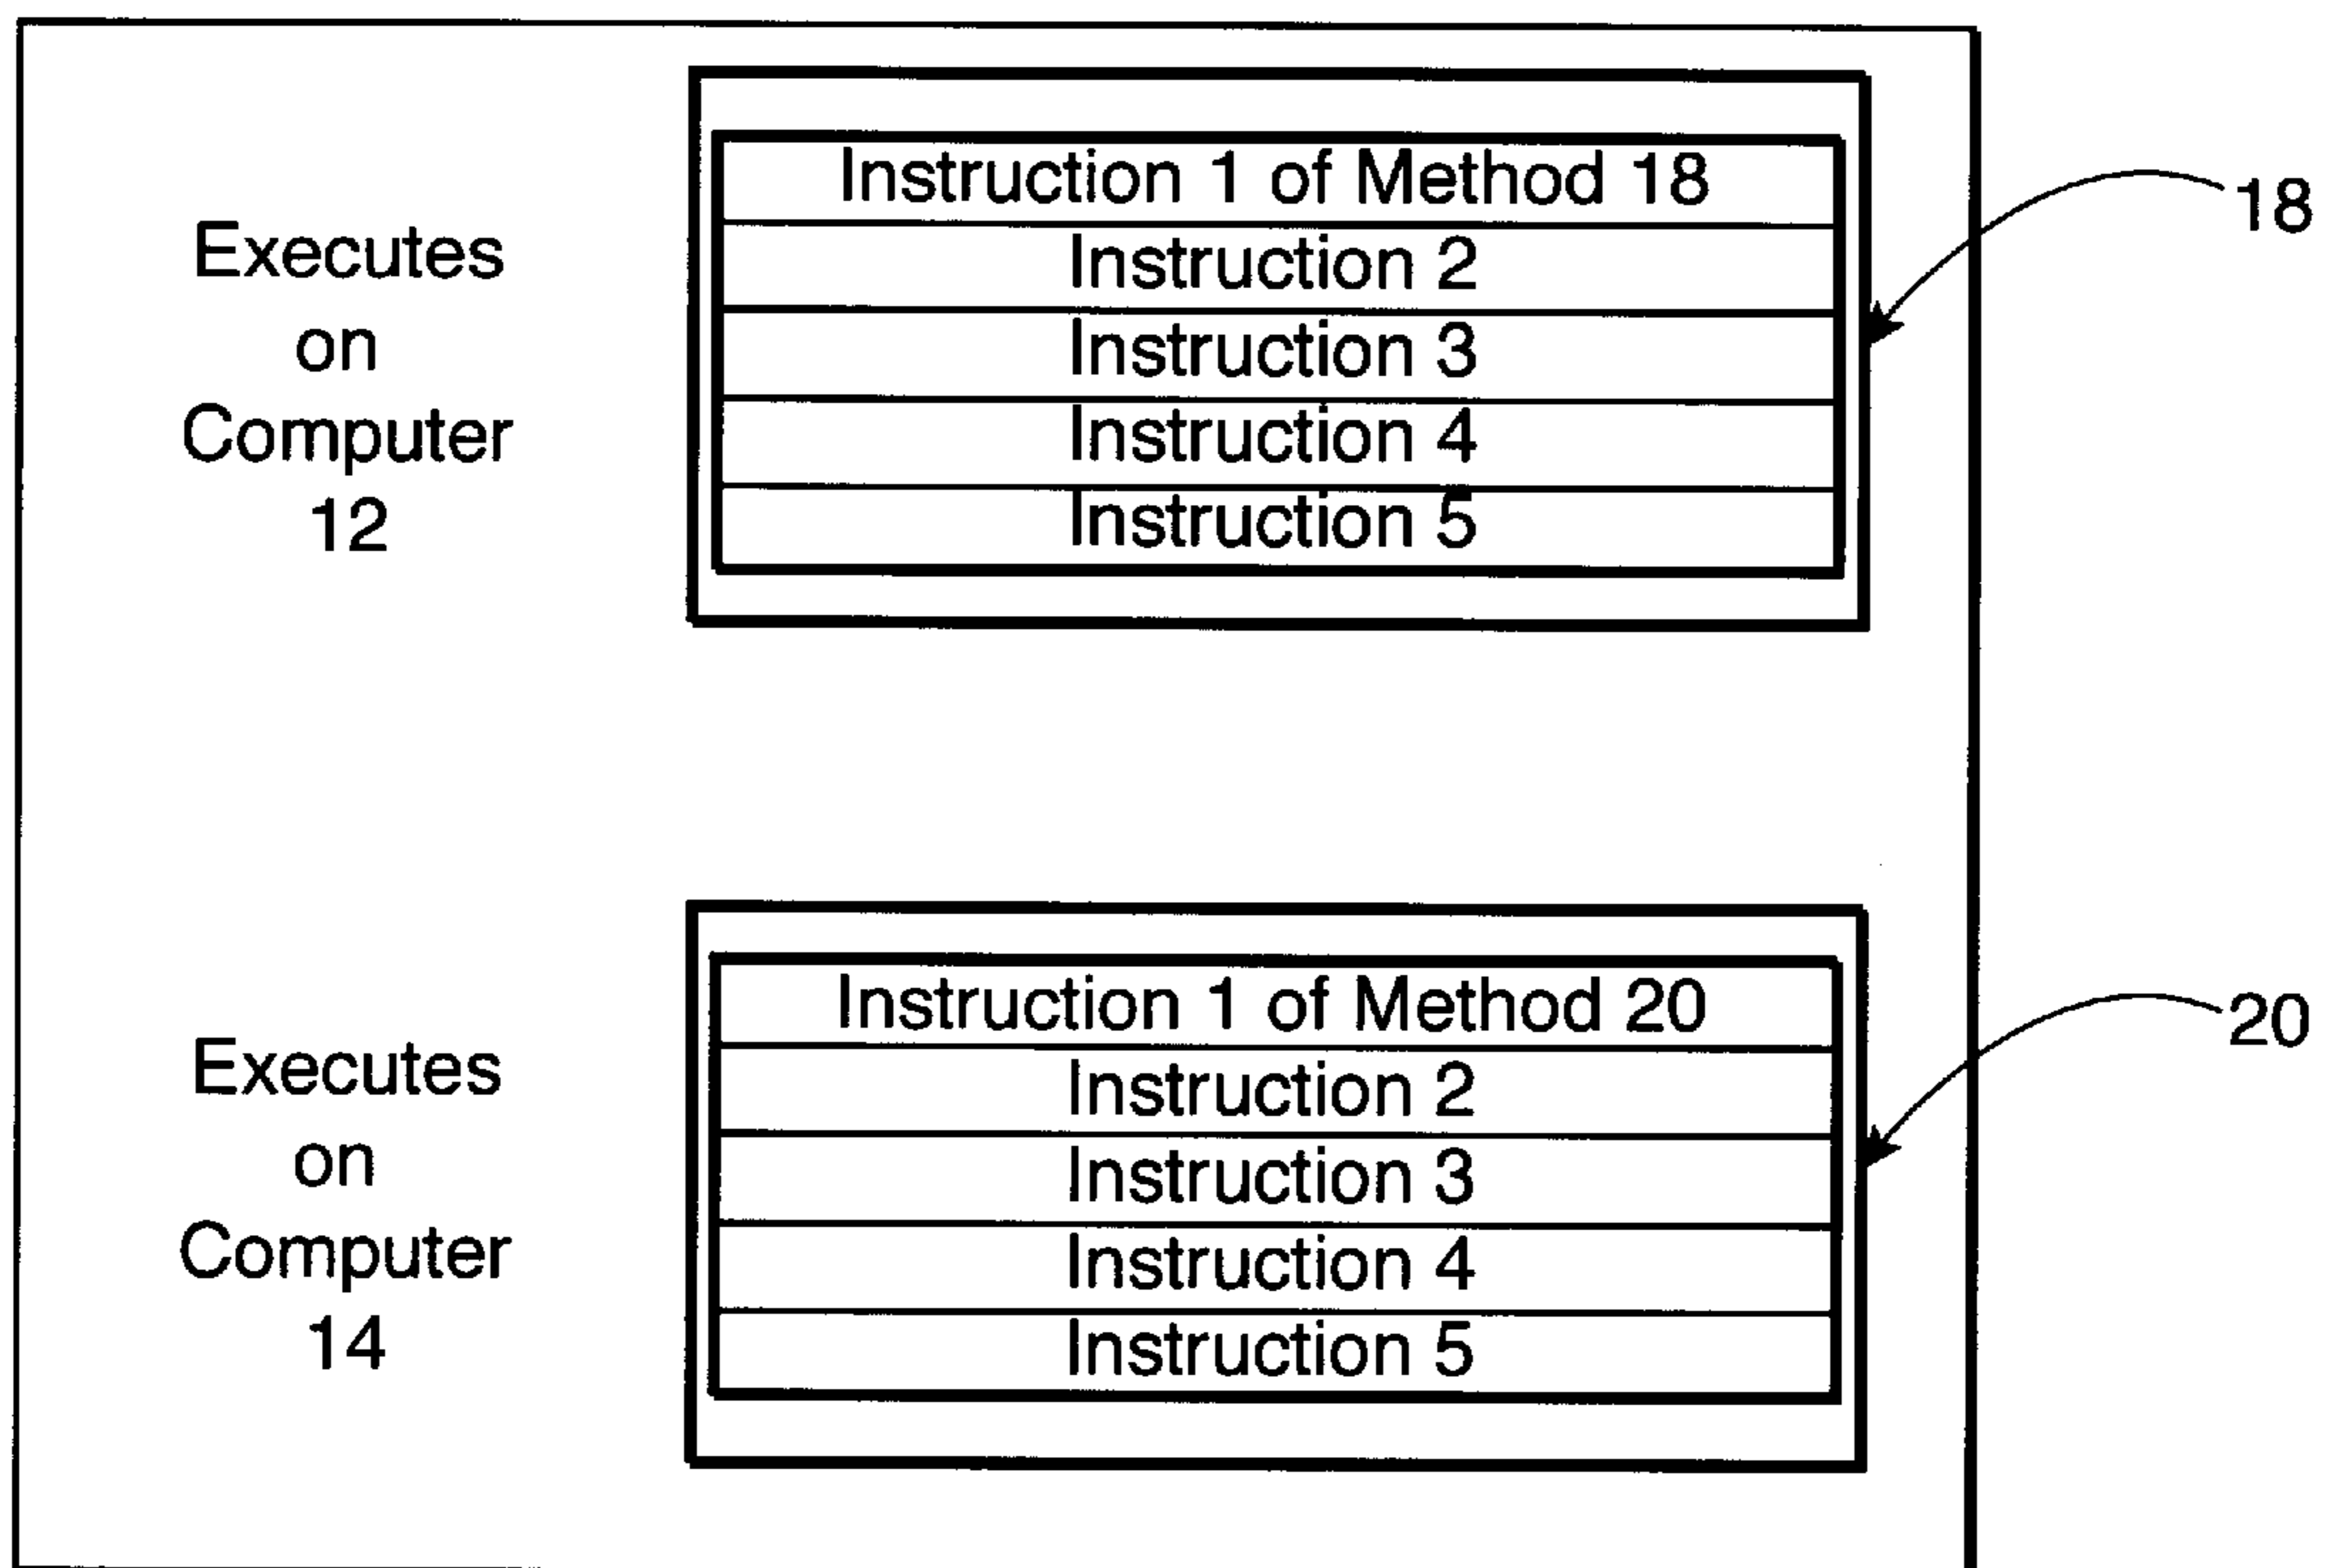 Executes
on
Computer
12
Instruction 1 of Method 18
Instruction 2
Instruction 3
Instruction 4
Instruction 5
18
Executes
on
Computer
14
Instruction 1 of Method 20
Instruction 2
Instruction 3
Instruction 4
Instruction 5
20